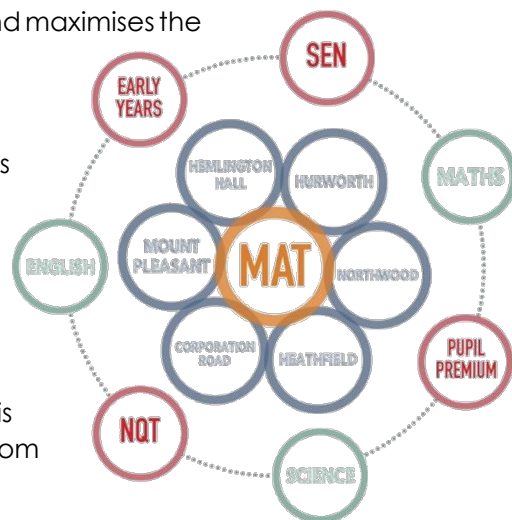 nd maximises the
SEN
EARLY
YEARS
s
HEMLINGTON
HALL
HURWORTH
MATHS
MOUNT
PLEASANT
MAT
NORTHWOOD
ENGLISH
CORPORATION
ROAD
HEATHFIELD
PUPIL
PREMIUM
is
NQT
om
SCIENCE